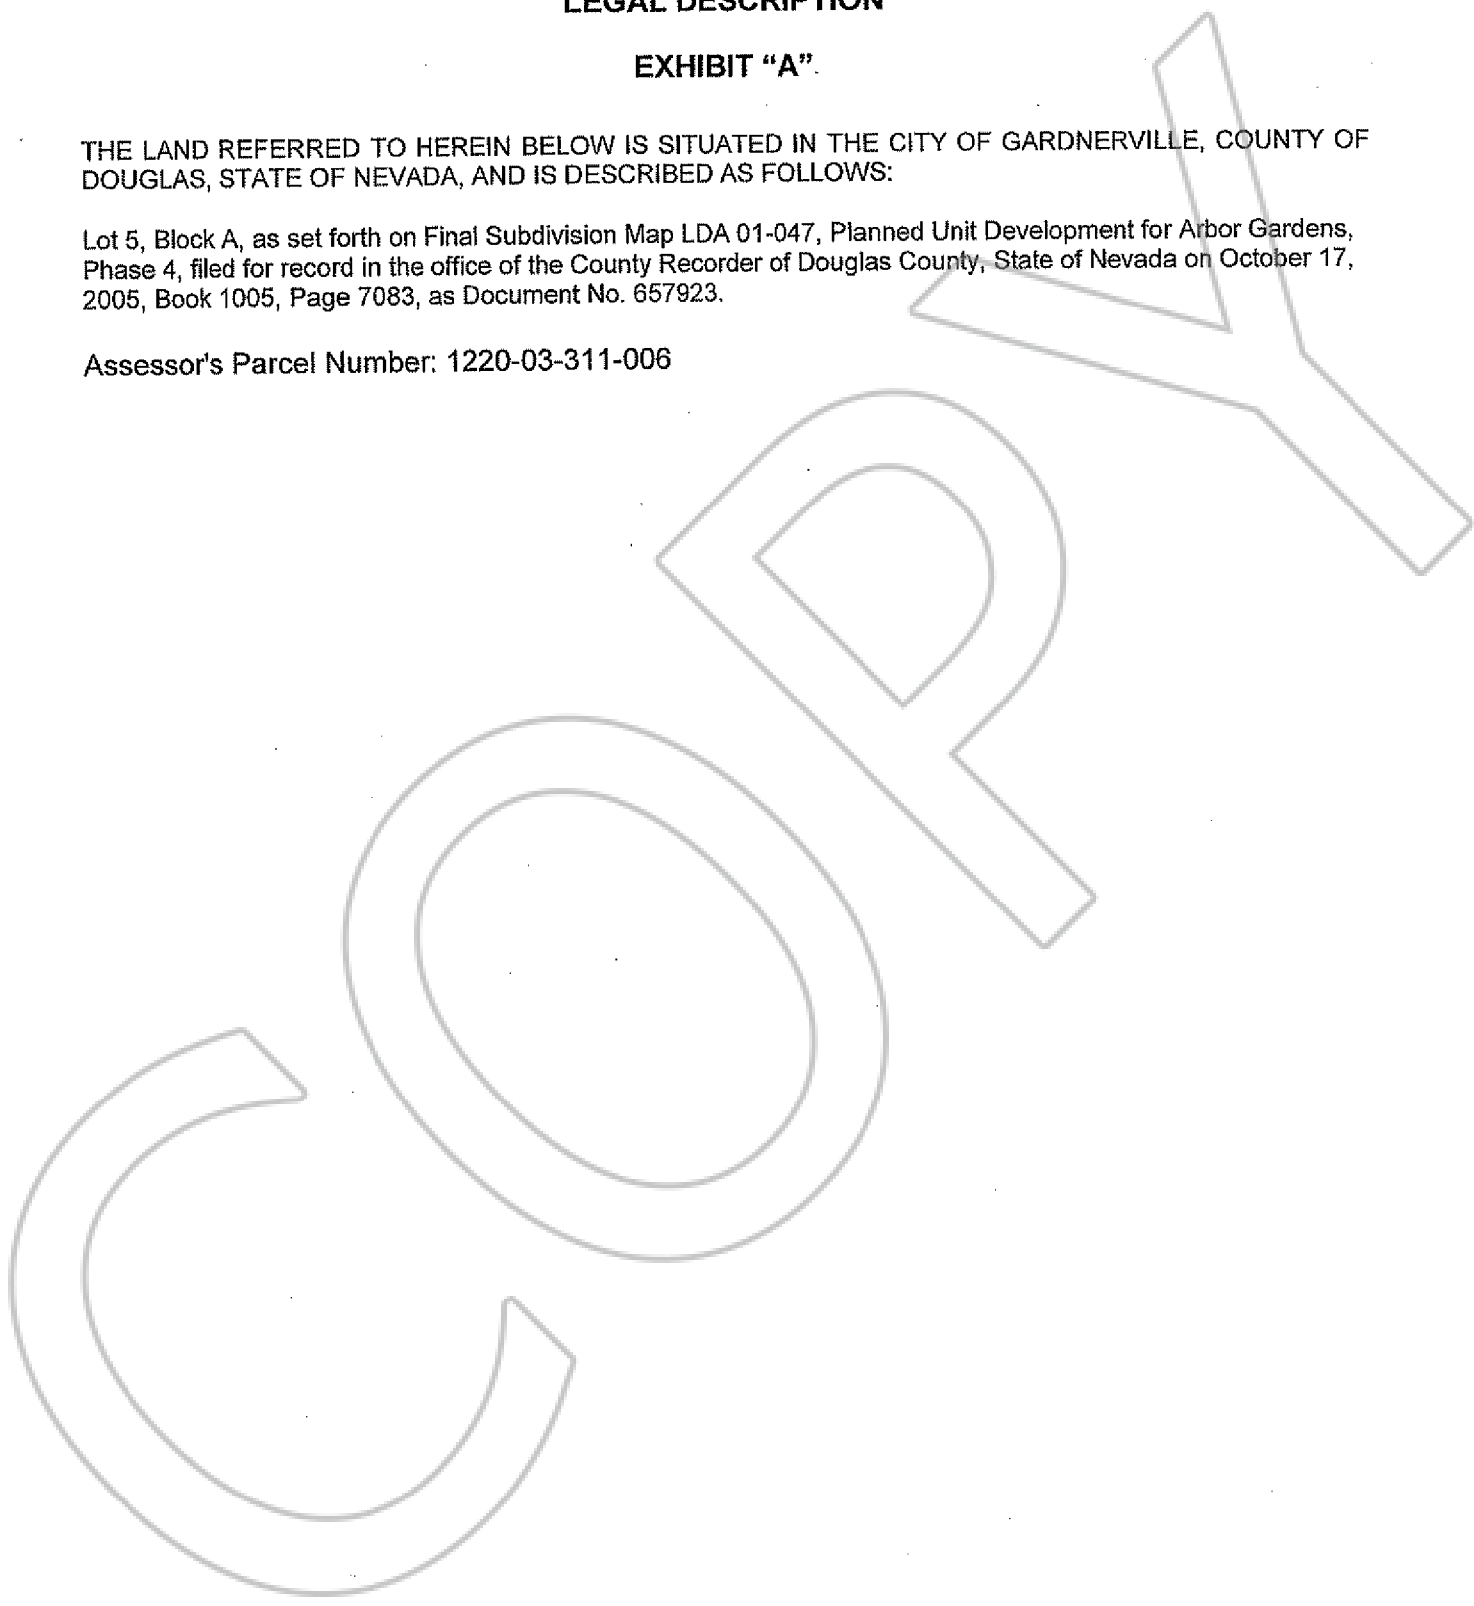 LEGAL DESCRIPTION
EXHIBIT “A”
THE LAND REFERRED TO HEREIN BELOW IS SITUATED IN THE CITY OF GARDNERVILLE, COUNTY OF
DOUGLAS, STATE OF NEVADA, AND IS DESCRIBED AS FOLLOWS:
Lot 5, Block A, as set forth on Final Subdivision Map LDA 01-047, Planned Unit Development for Arbor Gardens,
Phase 4, filed for record in the office of the County Recorder of Douglas County, State of Nevada on October 17,
2005, Book 1005, Page 7083, as Document No. 657923.
Assessor's Parcel Number: 1220-03-311-006
COPY